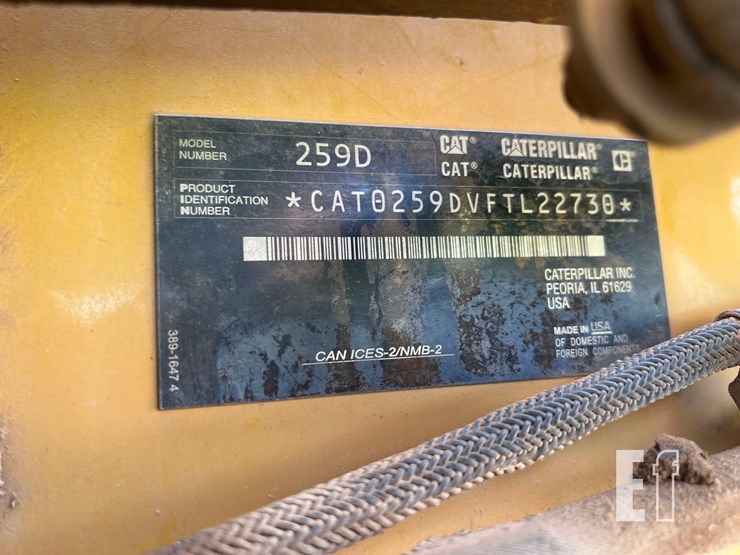 MODEL
NUMBER
259D
CAT® CATERPILLAR®
CAT® CATERPILLAR®
PRODUCT
IDENTIFICATION
NUMBER
*CAT0259DVFTL22730*
CATERPILLAR INC.
PEORIA, IL 61629
USA
MADE IN USA
OF DOMESTIC AND
FOREIGN COMPONENTS
CAN ICES-2/NMB-2
389-1647 4
Ef